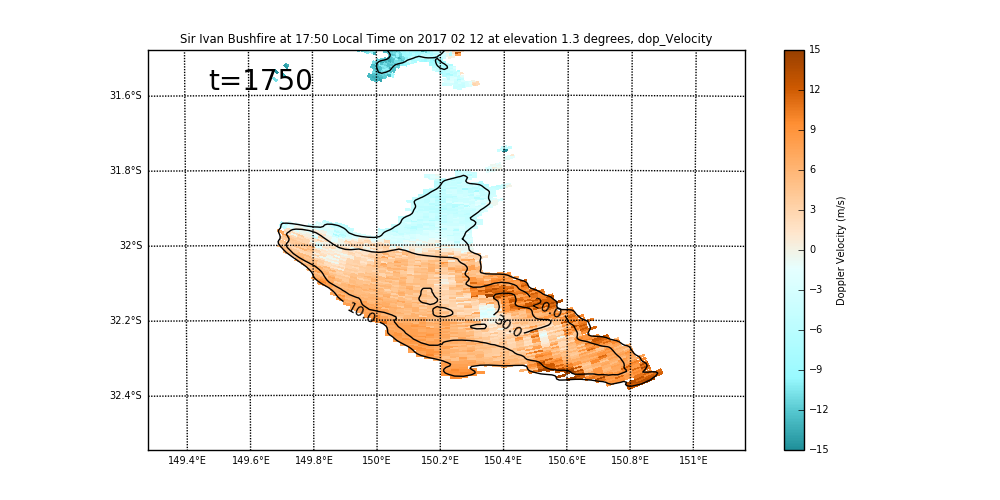 Sir Ivan Bushfire at 17:50 Local Time on 2017 02 12 at elevation 1.3 degrees, dop_Velocity
t=1750
31.6°S
31.8°S
32°S
32.2°S
32.4°S
10.0
20.0
30.0
149.4°E 149.6°E 149.8°E 150°E 150.2°E 150.4°E 150.6°E 150.8°E 151°E
15
12
9
6
3
0
−3
−6
−9
−12
−15
Doppler Velocity (m/s)